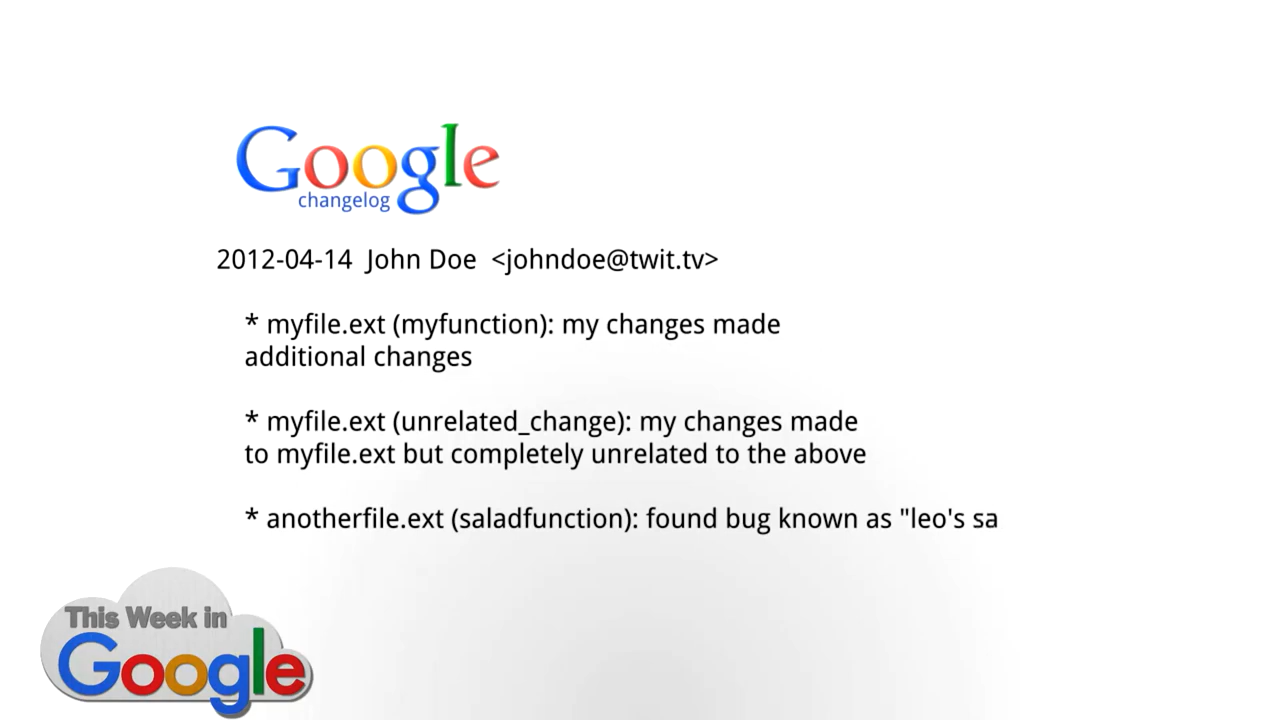 Google
changelog
2012-04-14 John Doe <johndoe@twit.tv>
* myfile.ext (myfunction): my changes made
additional changes
* myfile.ext (unrelated_change): my changes made
to myfile.ext but completely unrelated to the above
* anotherfile.ext (saladfunction): found bug known as "leo's sa
This Week in
Google